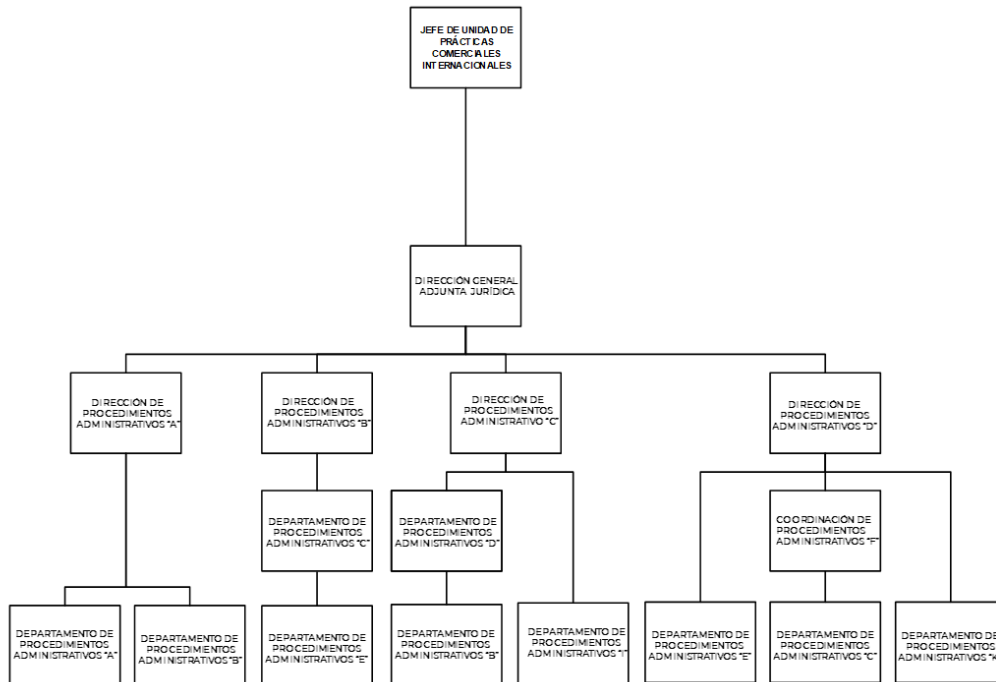 JEFE DE UNIDAD DE
PRÁCTICAS
COMERCIALES
INTERNACIONALES
DIRECCIÓN GENERAL
ADJUNTA JURÍDICA
DIRECCIÓN DE
PROCEDIMIENTOS
ADMINISTRATIVOS "A"
DIRECCIÓN DE
PROCEDIMIENTOS
ADMINISTRATIVOS "B"
DIRECCIÓN DE
PROCEDIMIENTOS
ADMINISTRATIVO "C"
DIRECCIÓN DE
PROCEDIMIENTOS
ADMINISTRATIVOS "D"
DEPARTAMENTO DE
PROCEDIMIENTOS
ADMINISTRATIVOS "C"
DEPARTAMENTO DE
PROCEDIMIENTOS
ADMINISTRATIVOS "D"
COORDINACIÓN DE
PROCEDIMIENTOS
ADMINISTRATIVOS "F"
DEPARTAMENTO DE
PROCEDIMIENTOS
ADMINISTRATIVOS "A"
DEPARTAMENTO DE
PROCEDIMIENTOS
ADMINISTRATIVOS "B"
DEPARTAMENTO DE
PROCEDIMIENTOS
ADMINISTRATIVOS "E"
DEPARTAMENTO DE
PROCEDIMIENTOS
ADMINISTRATIVOS "B"
DEPARTAMENTO DE
PROCEDIMIENTOS
ADMINISTRATIVOS "I"
DEPARTAMENTO DE
PROCEDIMIENTOS
ADMINISTRATIVOS "E"
DEPARTAMENTO DE
PROCEDIMIENTOS
ADMINISTRATIVOS "C"
DEPARTAMENTO DE
PROCEDIMIENTOS
ADMINISTRATIVOS "K"